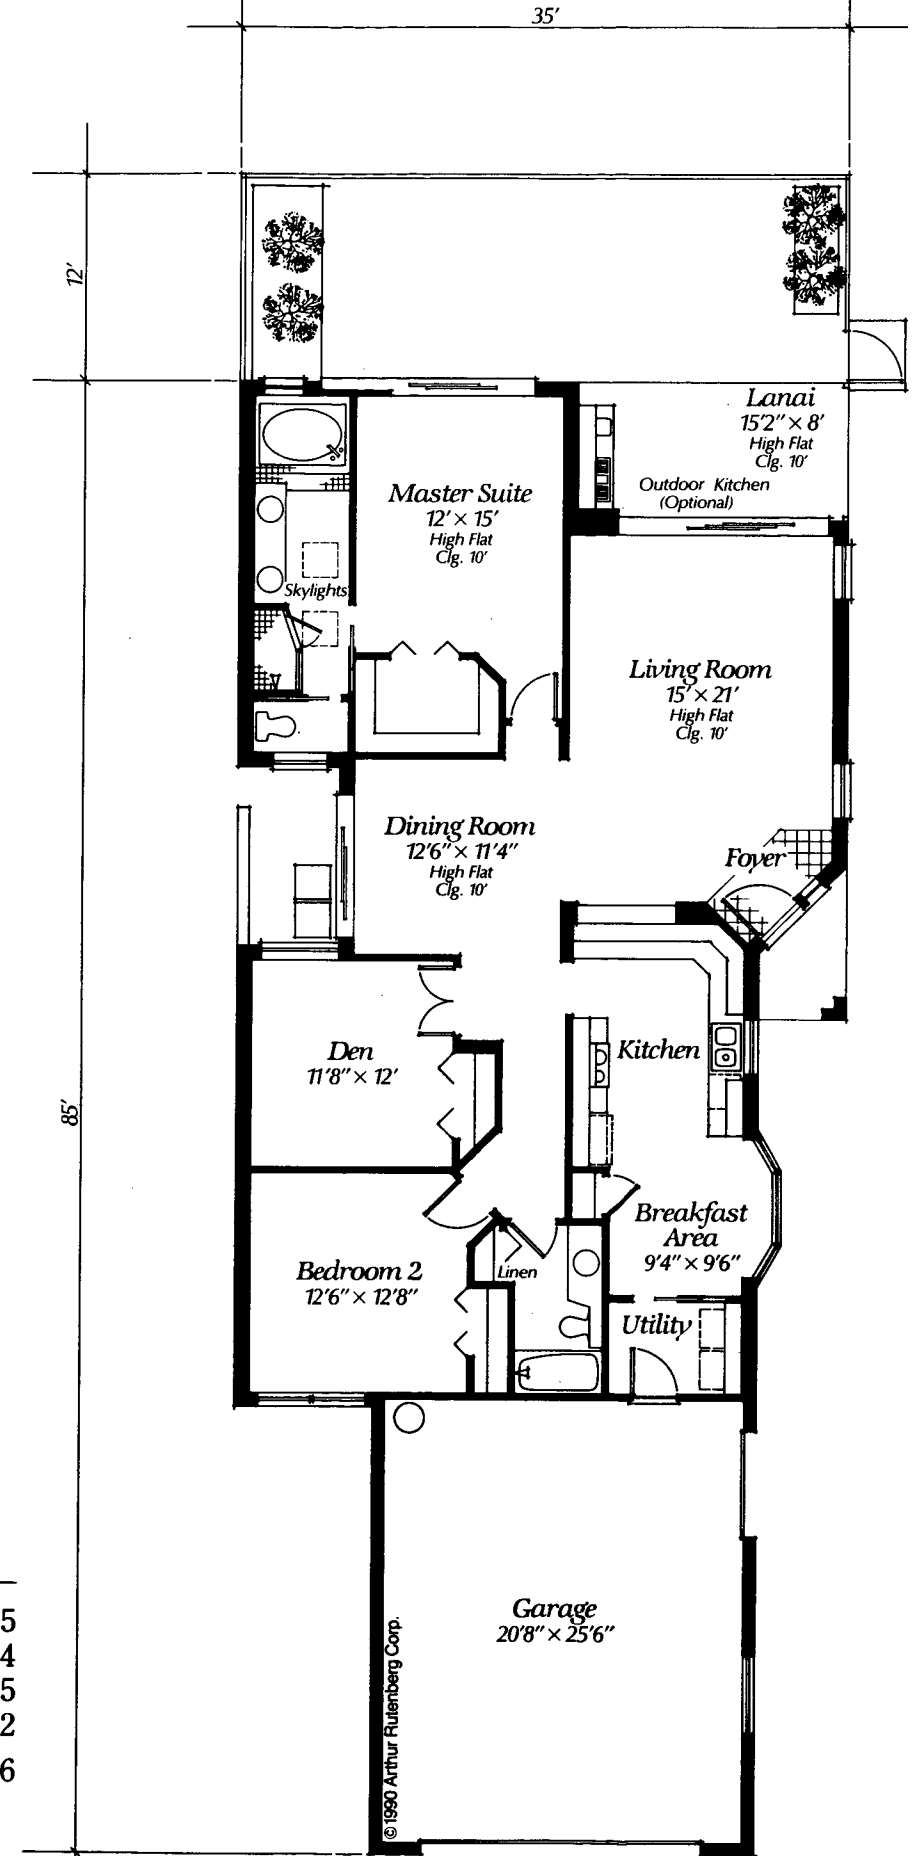 35'
12'
Lanai
15'2" × 8'
High Flat
Clg. 10'
Outdoor Kitchen
(Optional)
Master Suite
12' × 15'
High Flat
Clg. 10'
Skylights
Living Room
15' × 21'
High Flat
Clg. 10'
Dining Room
12'6" × 11'4"
High Flat
Clg. 10'
Foyer
Den
11'8" × 12'
Kitchen
85'
Breakfast
Area
9'4" × 9'6"
Bedroom 2
12'6" × 12'8"
Linen
Utility
Garage
20'8" × 25'6"
© 1990 Arthur Rutenberg Corp.
5
4
5
2
6